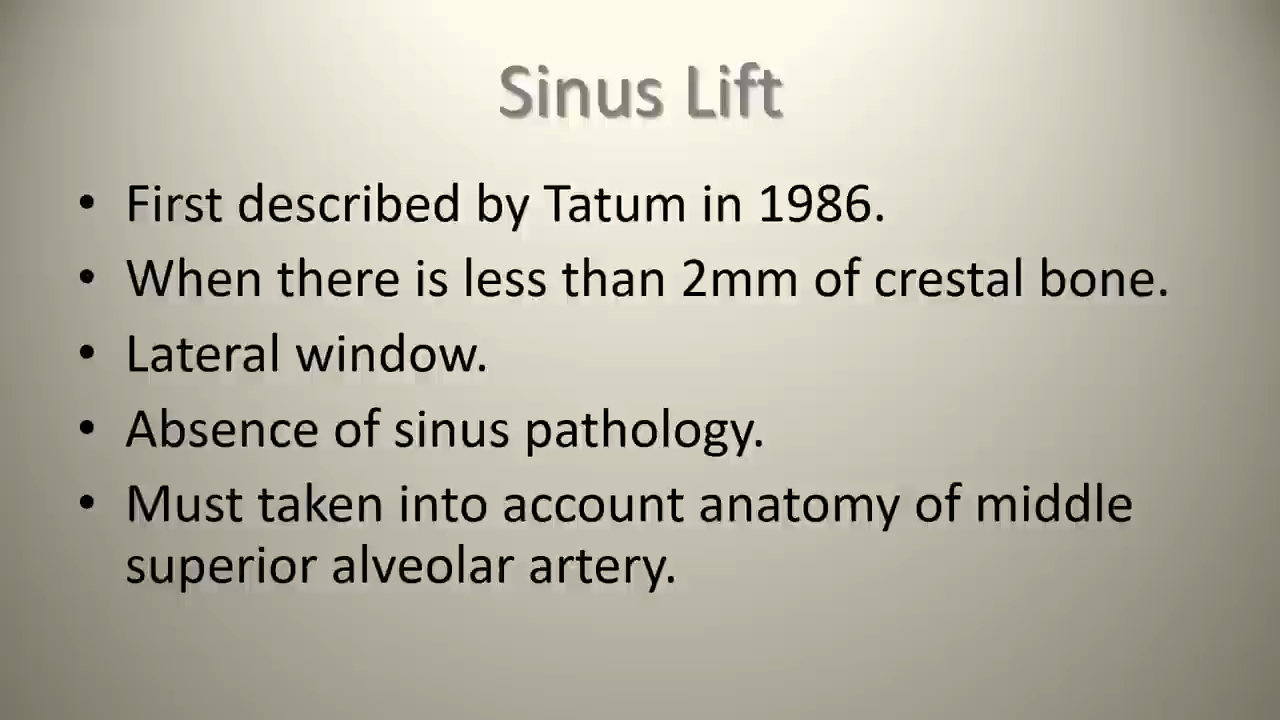 Sinus Lift
• First described by Tatum in 1986.
• When there is less than 2mm of crestal bone.
• Lateral window.
• Absence of sinus pathology.
• Must taken into account anatomy of middle
superior alveolar artery.